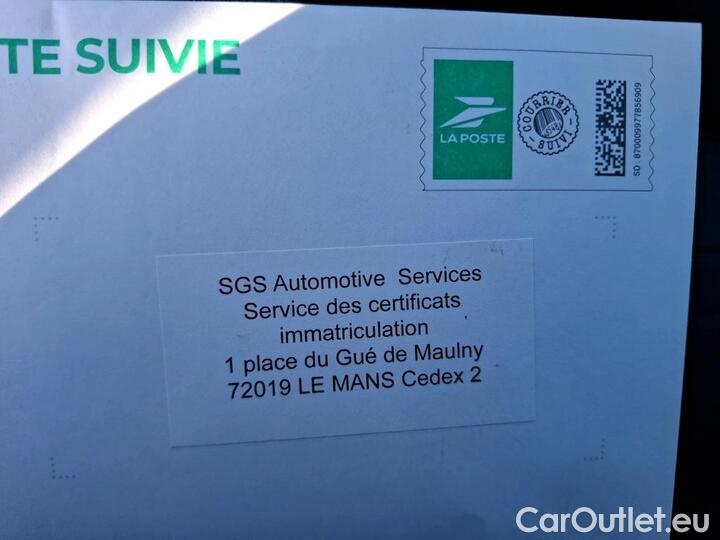 TE SUIVIE
LA POSTE
COURRIER
SUIVI
SD : 870009977856909
SGS Automotive Services
Service des certificats
immatriculation
1 place du Gué de Maulny
72019 LE MANS Cedex 2
CarOutlet.eu